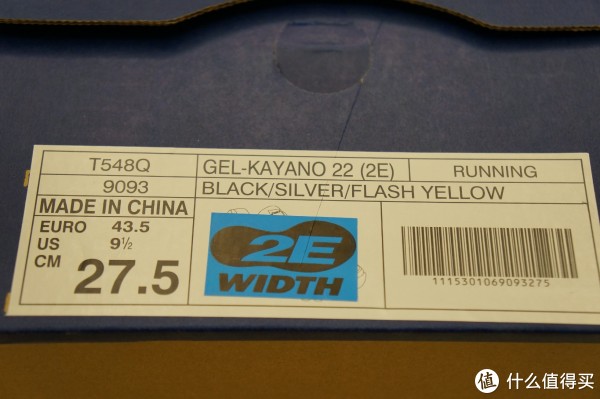 T548Q
GEL-KAYANO 22 (2E)
RUNNING
9093
BLACK/SILVER/FLASH YELLOW
MADE IN CHINA
EURO 43.5
US 9½
CM 27.5
2E
WIDTH
1115301069093275
值 什么值得买